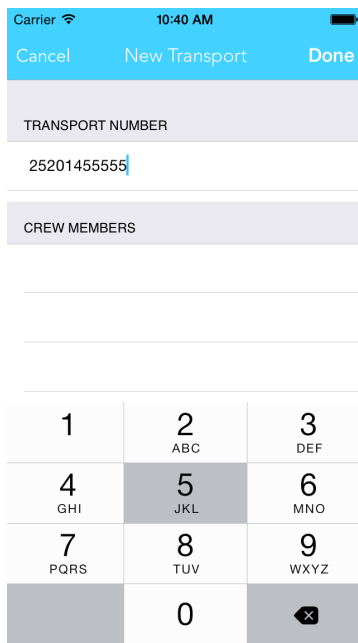 Carrier 10:40 AM
Cancel New Transport Done
TRANSPORT NUMBER
25201455555
CREW MEMBERS
1 2 3
ABC DEF
4 5 6
GHI JKL MNO
7 8 9
PQRS TUV WXYZ
0